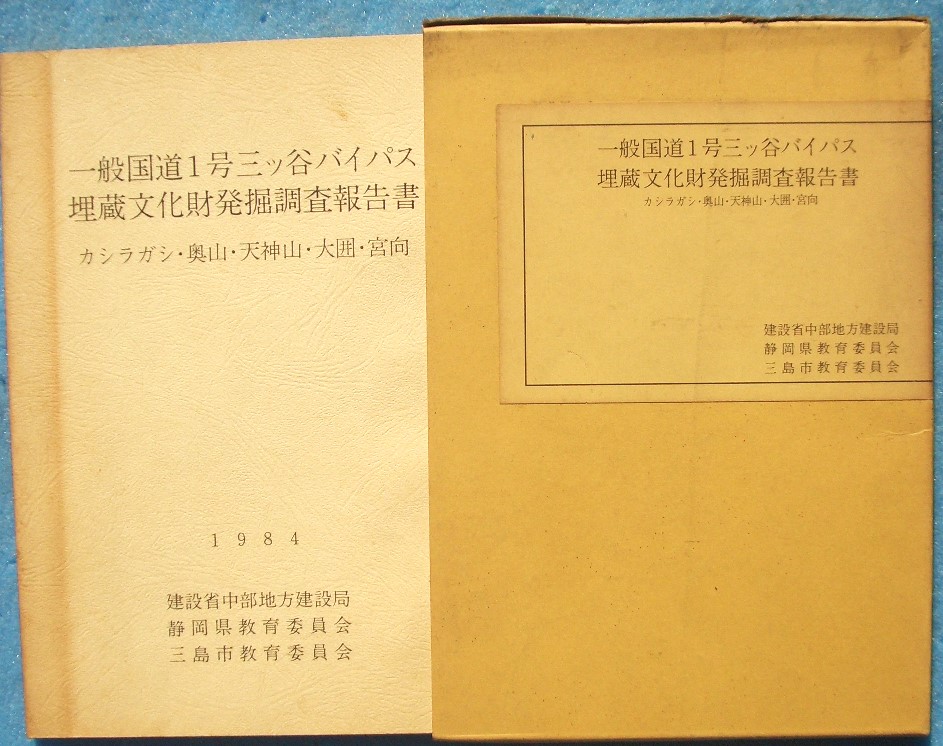 一般国道1号三ッ谷バイパス
埋蔵文化財発掘調査報告書
カシラガシ・奥山・天神山・大囲・宮向
1984
建設省中部地方建設局
静岡県教育委員会
三島市教育委員会
一般国道1号三ッ谷バイパス
埋蔵文化財発掘調査報告書
カシラガシ・奥山・天神山・大囲・宮向
建設省中部地方建設局
静岡県教育委員会
三島市教育委員会